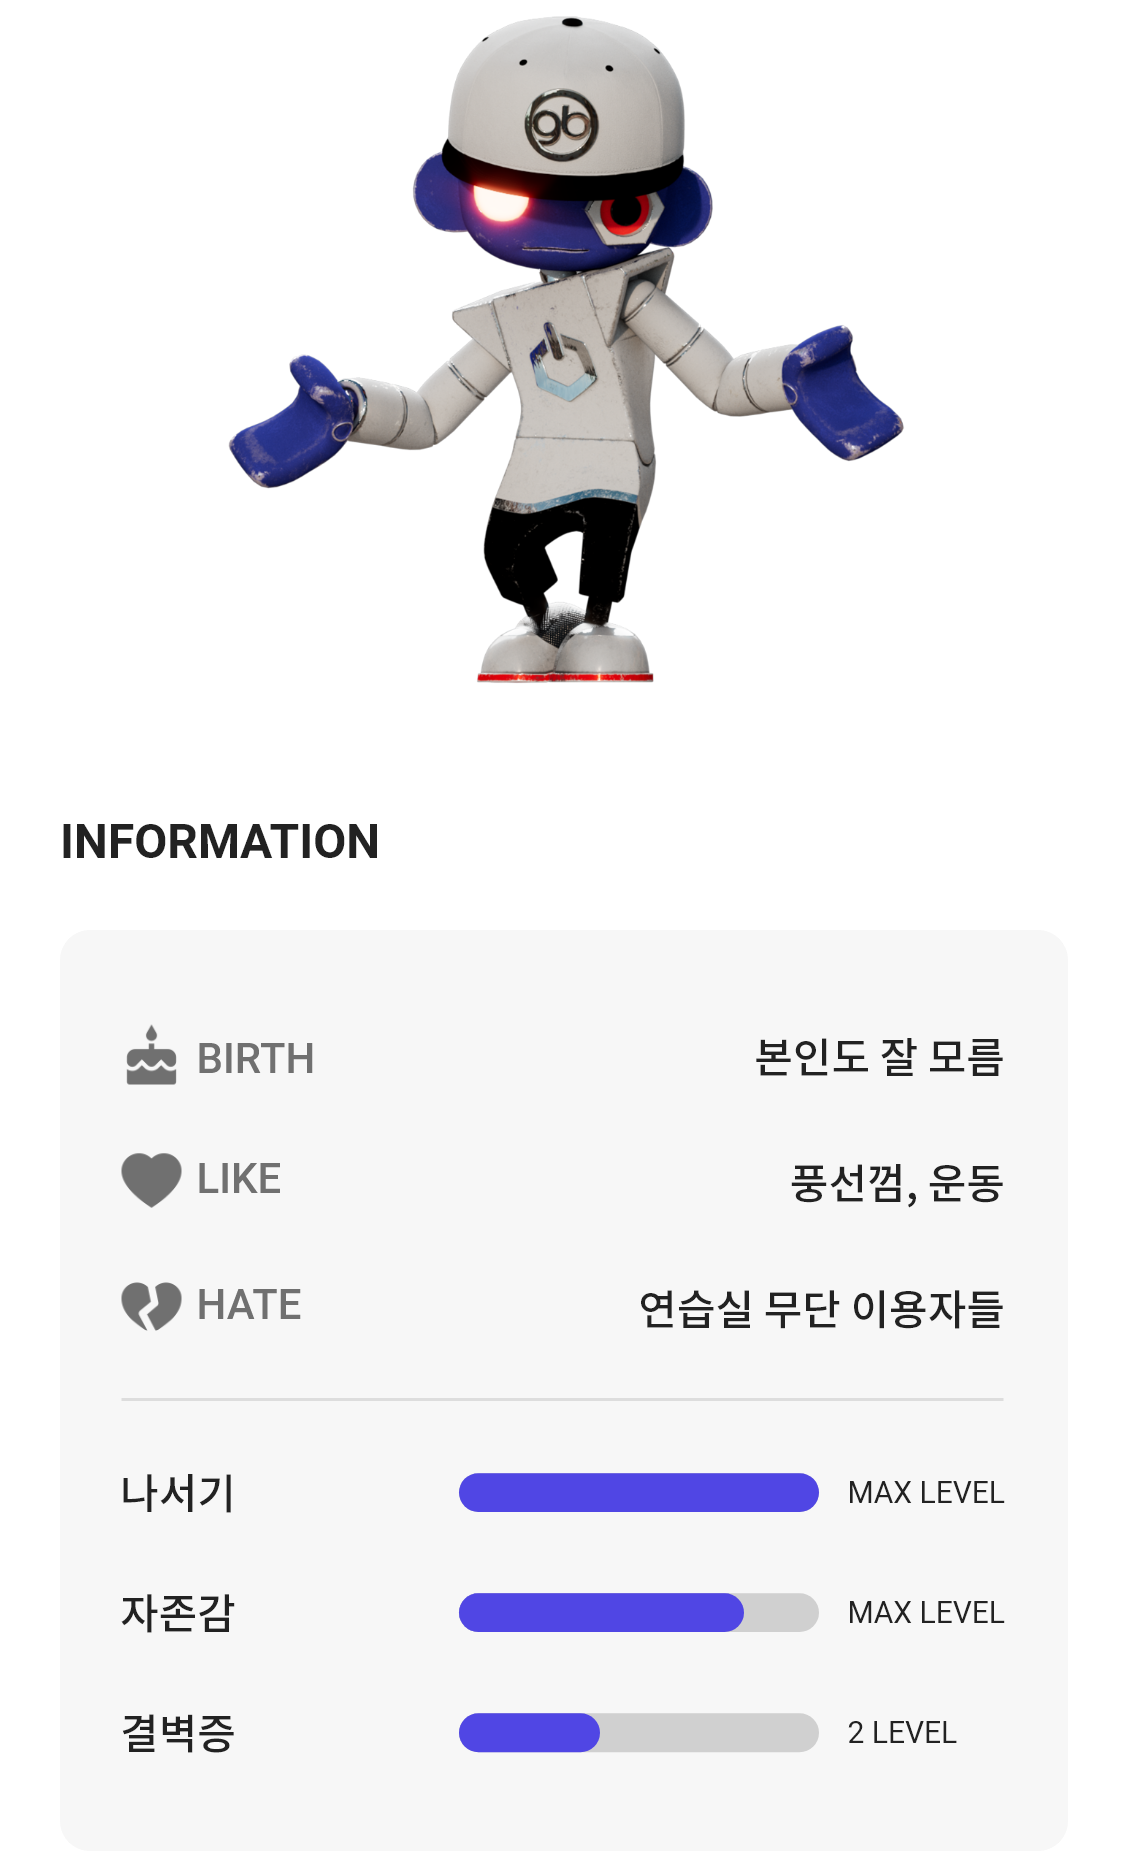 gb
INFORMATION
BIRTH 본인도 잘 모름
LIKE 풍선껌, 운동
HATE 연습실 무단 이용자들
나서기 MAX LEVEL
자존감 MAX LEVEL
결벽증 2 LEVEL